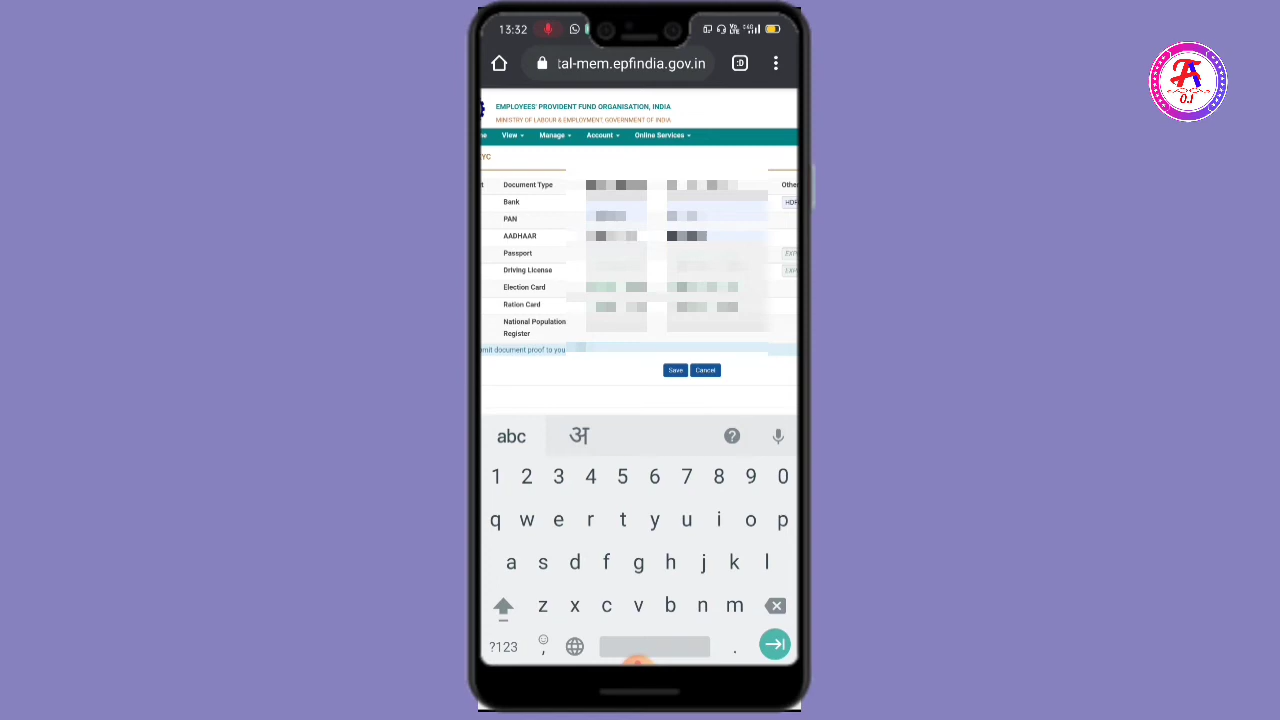 13:32
tal-mem.epfindia.gov.in
:D
EMPLOYEES' PROVIDENT FUND ORGANISATION, INDIA
MINISTRY OF LABOUR & EMPLOYMENT GOVERNMENT OF INDIA
View Manage Account Online Services
KYC
Document Type
Bank
PAN
AADHAAR
Passport
Driving License
Election Card
Ration Card
National Population
Register
document proof to you
Save Cancel
abc अ
1 2 3 4 5 6 7 8 9 0
q w e r t y u i o p
a s d f g h j k l
z x c v b n m
?123 , .